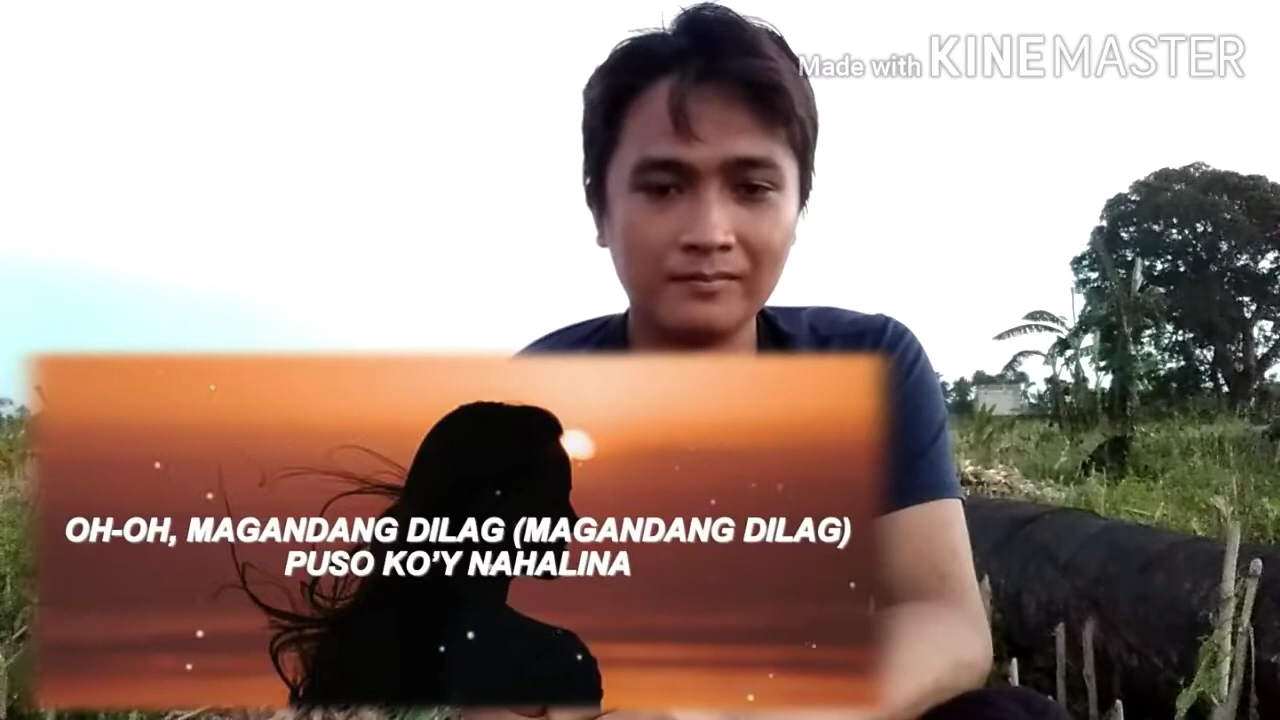 Made with KINEMASTER
OH-OH, MAGANDANG DILAG (MAGANDANG DILAG)
PUSO KO'Y NAHALINA